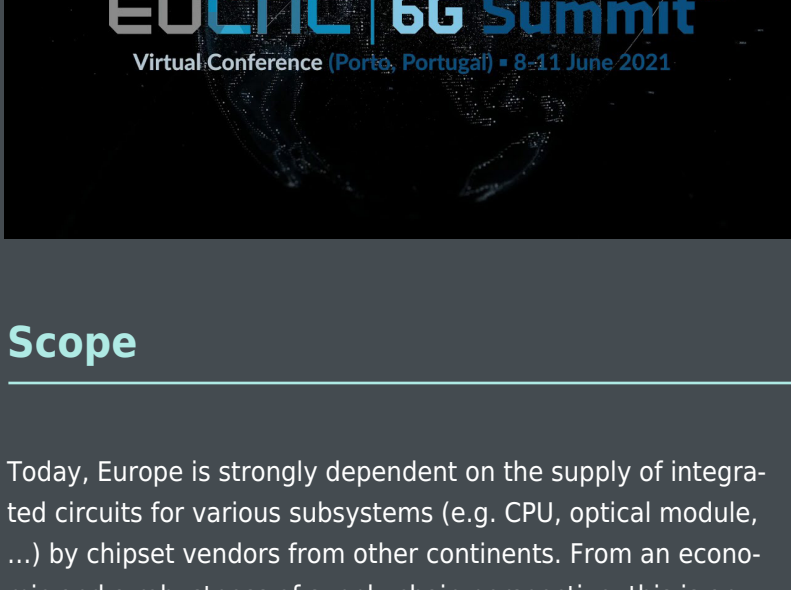 EUCNC | 6G Summit
Virtual Conference (Porto, Portugal) ▪ 8-11 June 2021
Scope
Today, Europe is strongly dependent on the supply of integra-
ted circuits for various subsystems (e.g. CPU, optical module,
...) by chipset vendors from other continents. From an econo-